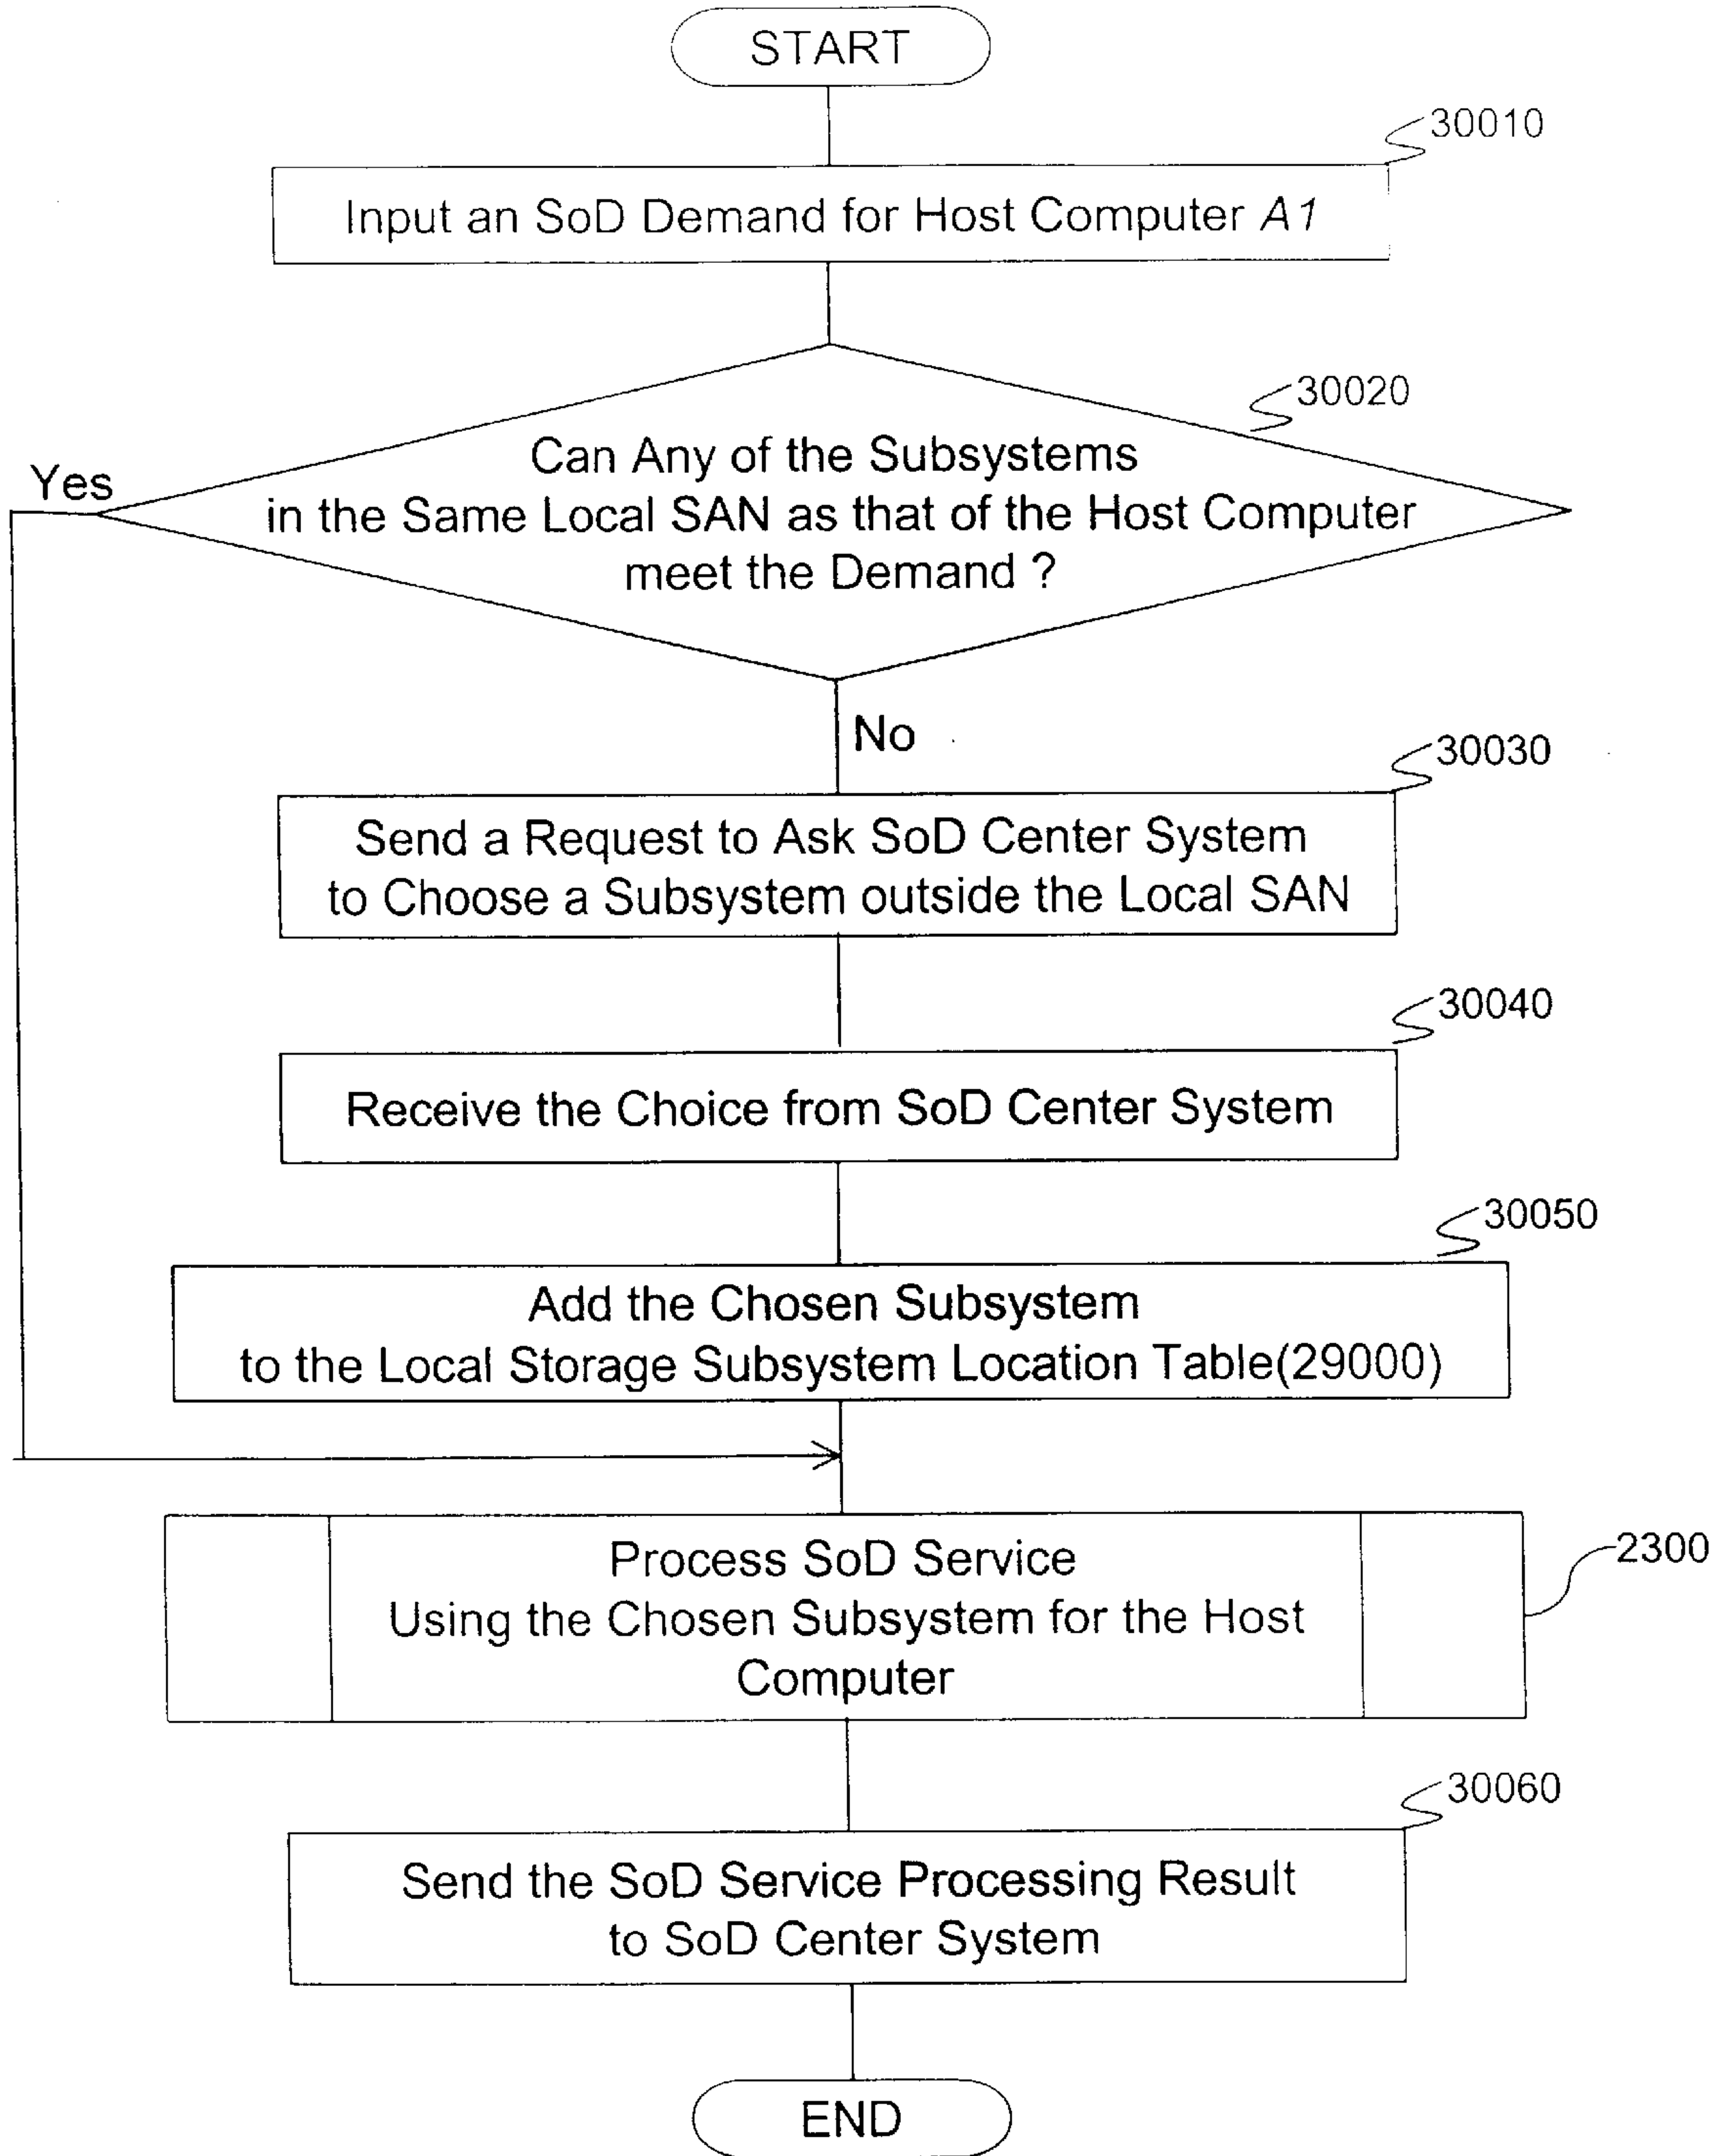 START
30010
Input an SoD Demand for Host Computer A1
30020
Can Any of the Subsystems
in the Same Local SAN as that of the Host Computer
meet the Demand ?
Yes
No
30030
Send a Request to Ask SoD Center System
to Choose a Subsystem outside the Local SAN
30040
Receive the Choice from SoD Center System
30050
Add the Chosen Subsystem
to the Local Storage Subsystem Location Table(29000)
2300
Process SoD Service
Using the Chosen Subsystem for the Host
Computer
30060
Send the SoD Service Processing Result
to SoD Center System
END